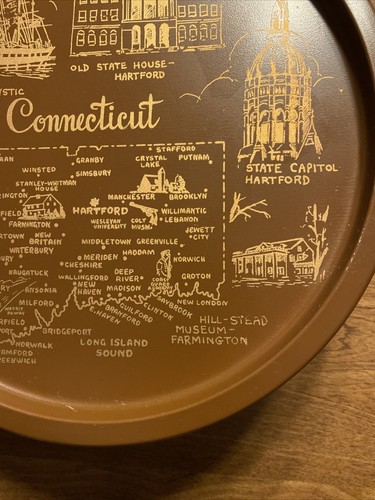 OLD STATE HOUSE-
HARTFORD
YSTIC
Connecticut
STATE CAPITOL
HARTFORD
GRANBY
STAFFORD
CRYSTAL
LAKE
PUTNAM
WINSTED
SIMSBURY
STANLEY-WHITMAN
HOUSE
MANCHESTER
BROOKLYN
HARTFORD
FARMINGTON
WESLEYAN
UNIVERSITY
COLT
MUSM.
WILLIMANTIC
LEBANON
NEW
BRITAIN
JEWETT
CITY
MIDDLETOWN
GREENVILLE
MERIDEN
HADDAM
NORWICH
CHESHIRE
NAUGATUCK
WALLINGFORD
DEEP
RIVER
GROTON
ANSONIA
NEW
HAVEN
MADISON
NEW LONDON
SAYBROOK
CLINTON
GUILFORD
BRANFORD
E. HAVEN
MILFORD
BRIDGEPORT
NORWALK
LONG ISLAND
SOUND
HILL-STEAD
MUSEUM-
FARMINGTON